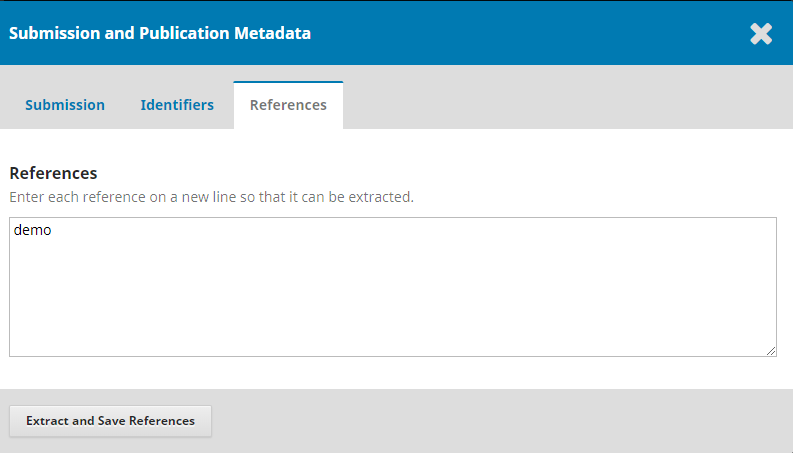 Submission and Publication Metadata
Submission Identifiers References
References
Enter each reference on a new line so that it can be extracted.
demo
Extract and Save References